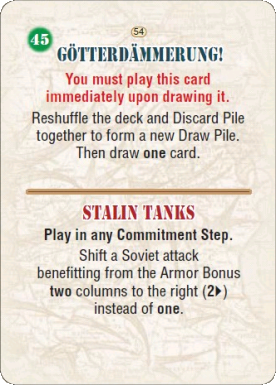 45
54
GÖTTERDÄMMERUNG!
You must play this card
immediately upon drawing it.
Reshuffle the deck and Discard Pile
together to form a new Draw Pile.
Then draw one card.
STALIN TANKS
Play in any Commitment Step.
Shift a Soviet attack
benefitting from the Armor Bonus
two columns to the right (2▶)
instead of one.